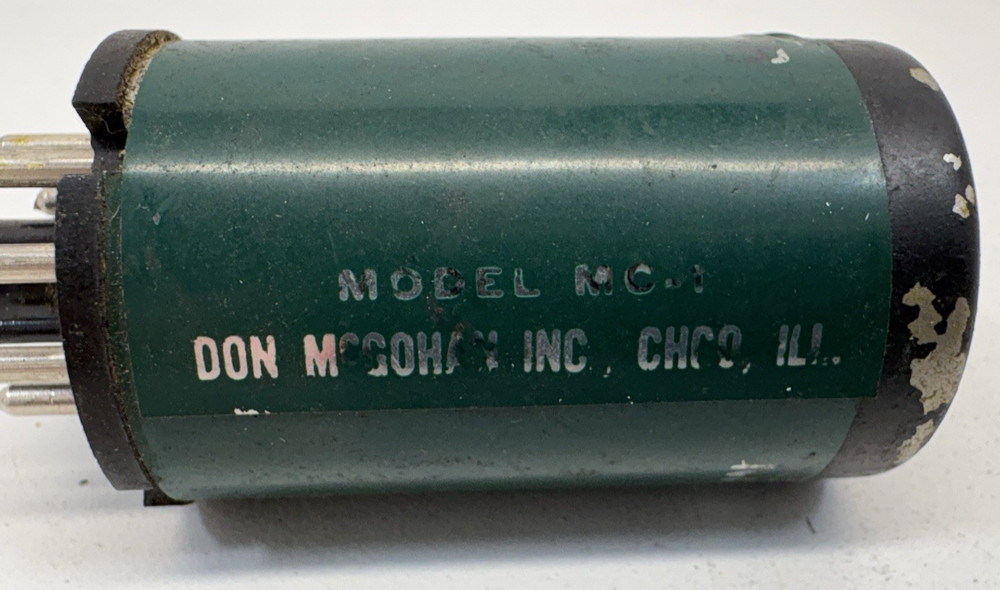 MODEL MC-1
DON McGOHAN INC., CHGO, ILL.